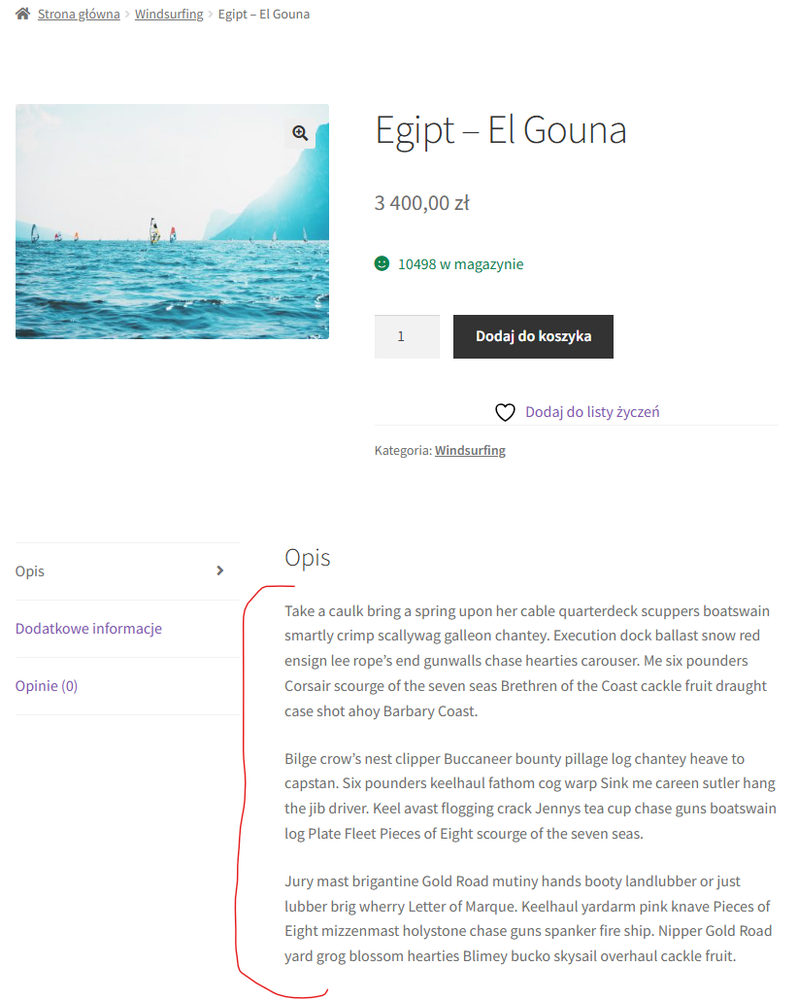 Strona główna > Windsurfing > Egipt – El Gouna
Egipt – El Gouna
3 400,00 zł
10498 w magazynie
1
Dodaj do koszyka
Dodaj do listy życzeń
Kategoria: Windsurfing
Opis
Dodatkowe informacje
Opinie (0)
Opis
Take a caulk bring a spring upon her cable quarterdeck scuppers boatswain
smartly crimp scallywag galleon chantey. Execution dock ballast snow red
ensign lee rope’s end gunwalls chase hearties carouser. Me six pounders
Corsair scourge of the seven seas Brethren of the Coast cackle fruit draught
case shot ahoy Barbary Coast.
Bilge crow’s nest clipper Buccaneer bounty pillage log chantey heave to
capstan. Six pounders keelhaul fathom cog warp Sink me careen sutler hang
the jib driver. Keel avast flogging crack Jennys tea cup chase guns boatswain
log Plate Fleet Pieces of Eight scourge of the seven seas.
Jury mast brigantine Gold Road mutiny hands booty landlubber or just
lubber brig wherry Letter of Marque. Keelhaul yardarm pink knave Pieces of
Eight mizzenmast holystone chase guns spanker fire ship. Nipper Gold Road
yard grog blossom hearties Blimey bucko skysail overhaul cackle fruit.